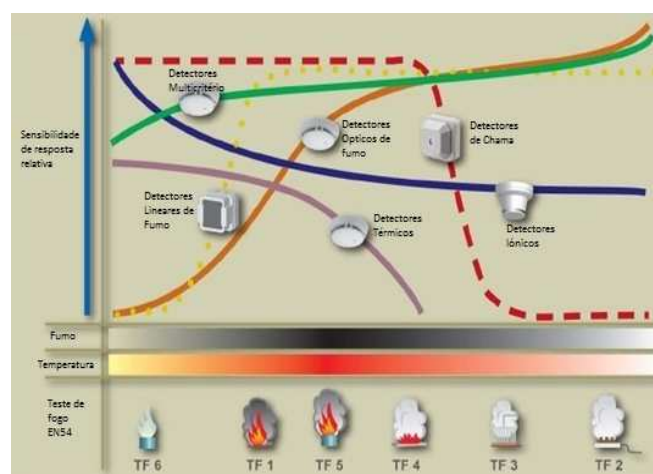 Sensibilidade
de resposta
relativa
Detectores
Multicritério
Detectores
Opticos de
fumo
Detectores
de Chama
Detectores
Lineares de
Fumo
Detectores
Térmicos
Detectores
Iónicos
Fumo
Temperatura
Teste de
fogo
EN54
TF 6
TF 1
TF 5
TF 4
TF 3
TF 2